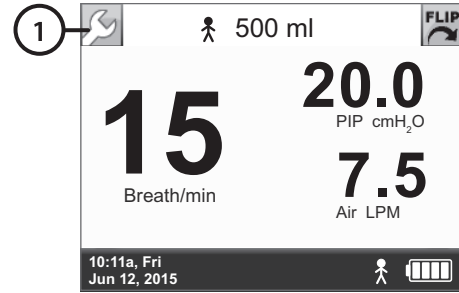 1
500 ml
FLIP
15
Breath/min
20.0
PIP cmH₂O
7.5
Air LPM
10:11a, Fri
Jun 12, 2015